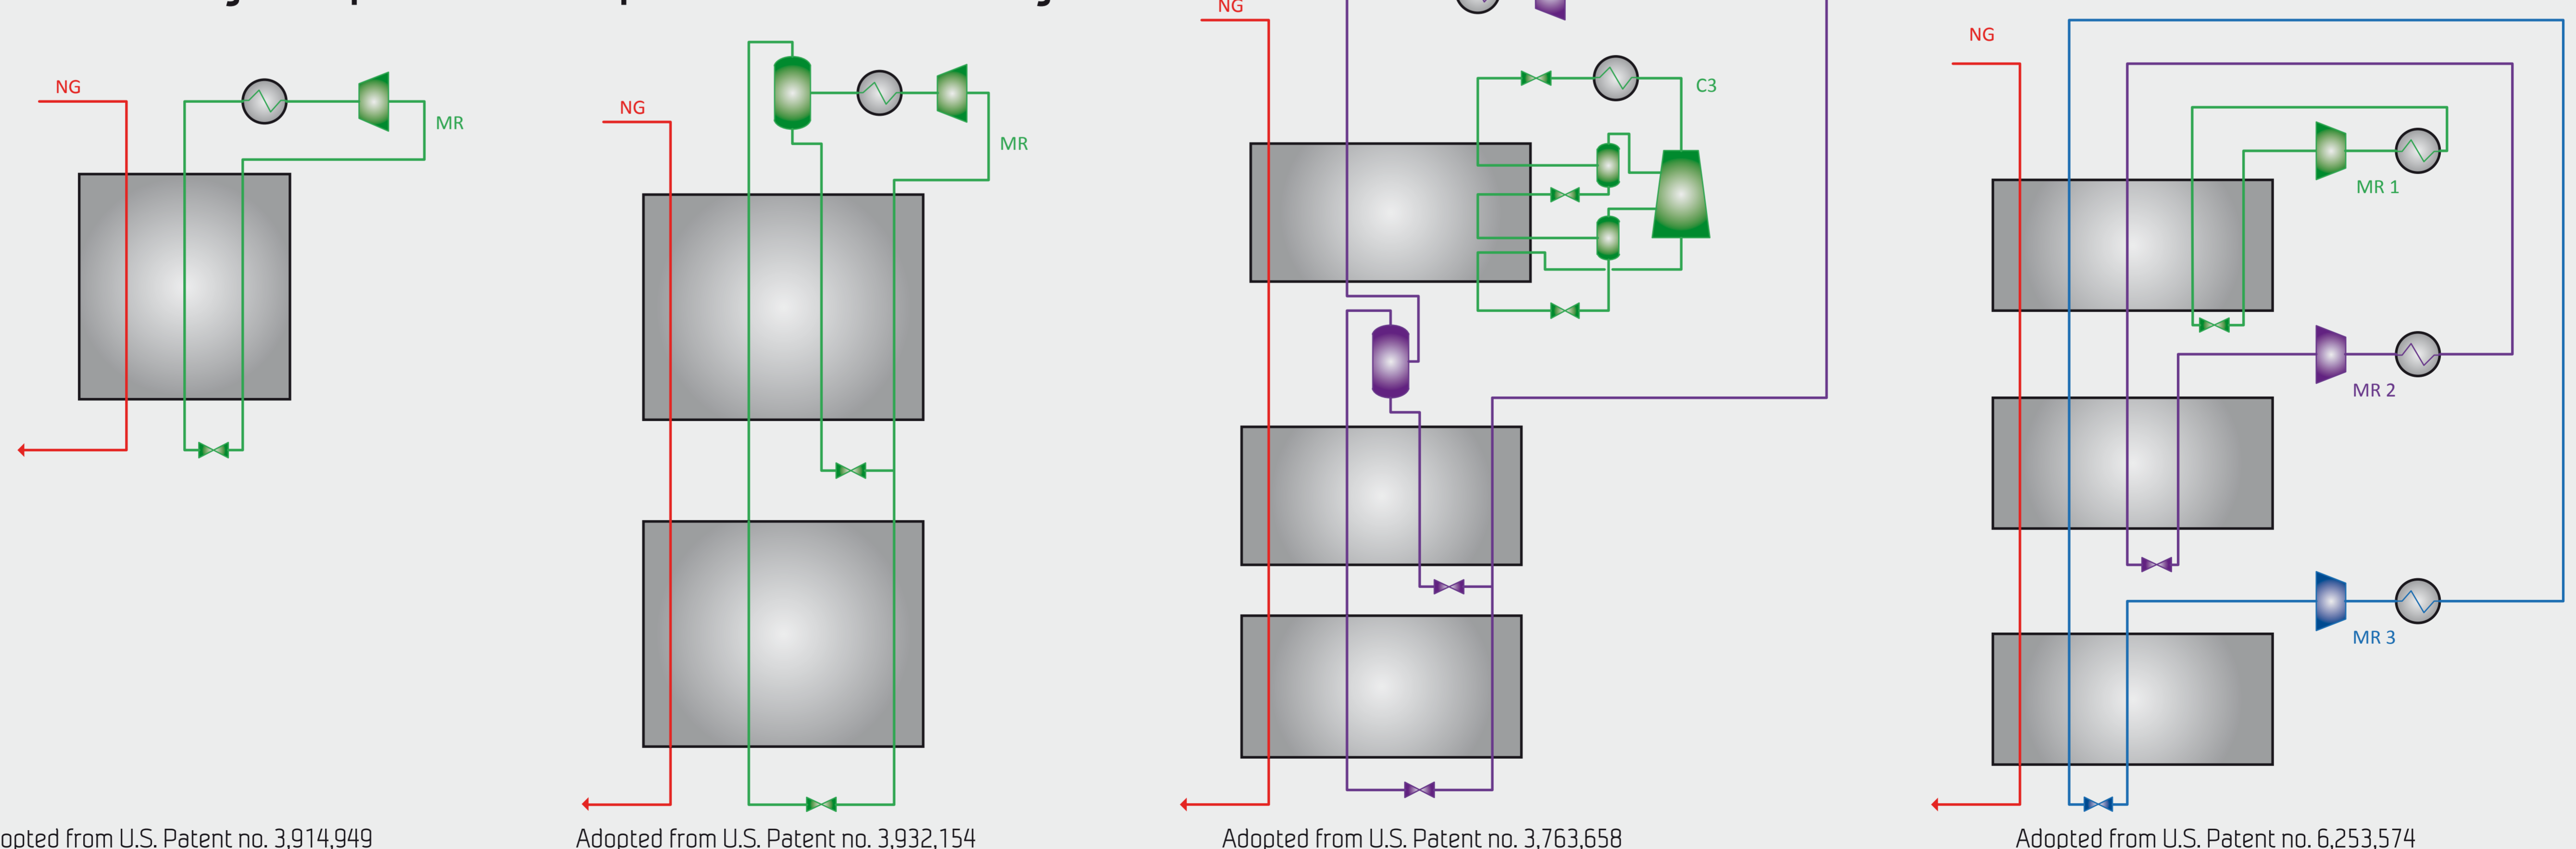 NG
MR
NG
MR
NG
C3
NG
MR 1
MR 2
MR 3
opted from U.S. Patent no. 3,914,949
Adopted from U.S. Patent no. 3,932,154
Adopted from U.S. Patent no. 3,763,658
Adopted from U.S. Patent no. 6,253,574